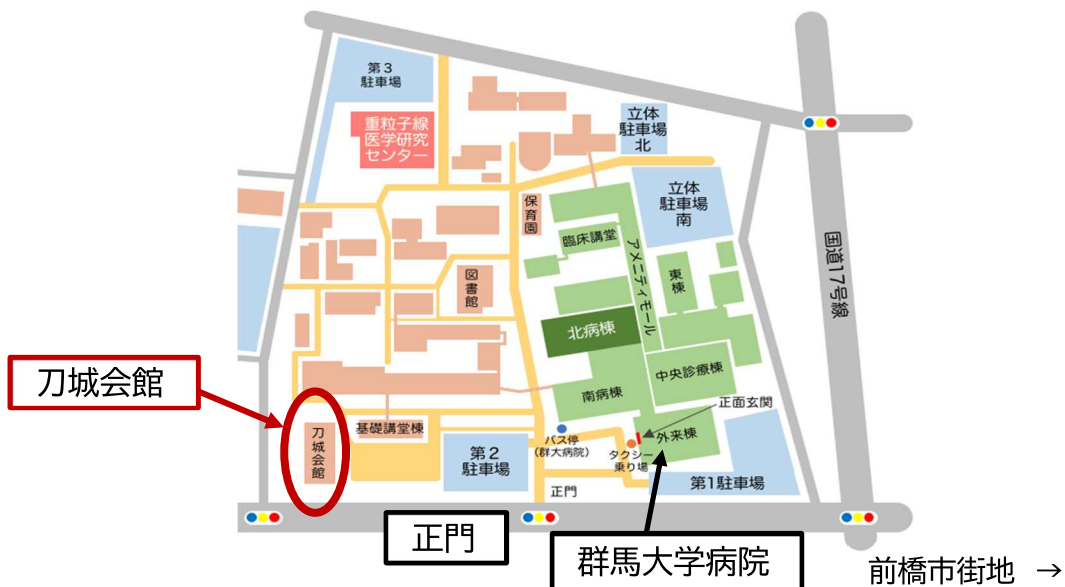 第３
駐車場
重粒子線
医学研究
センター
立体
駐車場
北
立体
駐車場
南
保育園
臨床講堂
アメニティモール
東棟
国道17号線
図書館
北病棟
中央診療棟
南病棟
正面玄関
刀城会館
刀城会館
基礎講堂棟
バス停
（群大病院）
タクシー
乗り場
外来棟
第２
駐車場
第1駐車場
正門
正門
群馬大学病院
前橋市街地 →